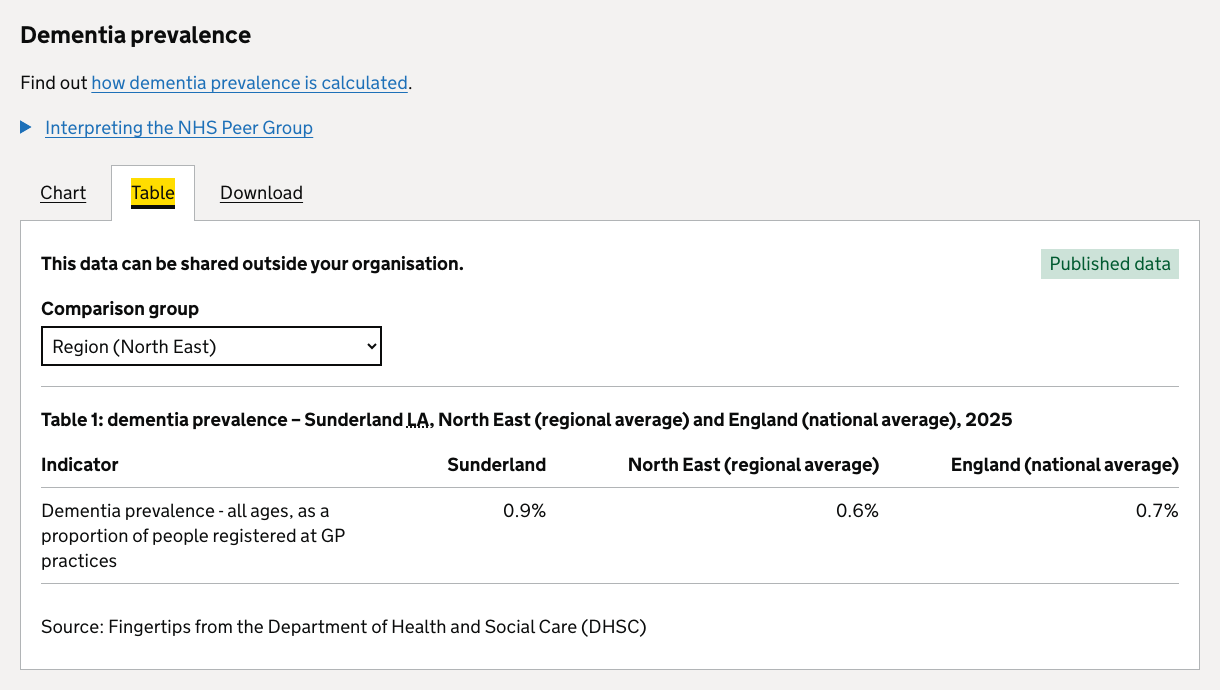 Dementia prevalence
Find out how dementia prevalence is calculated.
Interpreting the NHS Peer Group
Chart Table Download
This data can be shared outside your organisation. Published data
Comparison group
Region (North East)
Table 1: dementia prevalence – Sunderland LA, North East (regional average) and England (national average), 2025
Indicator Sunderland North East (regional average) England (national average)
Dementia prevalence - all ages, as a 0.9% 0.6% 0.7%
proportion of people registered at GP
practices
Source: Fingertips from the Department of Health and Social Care (DHSC)